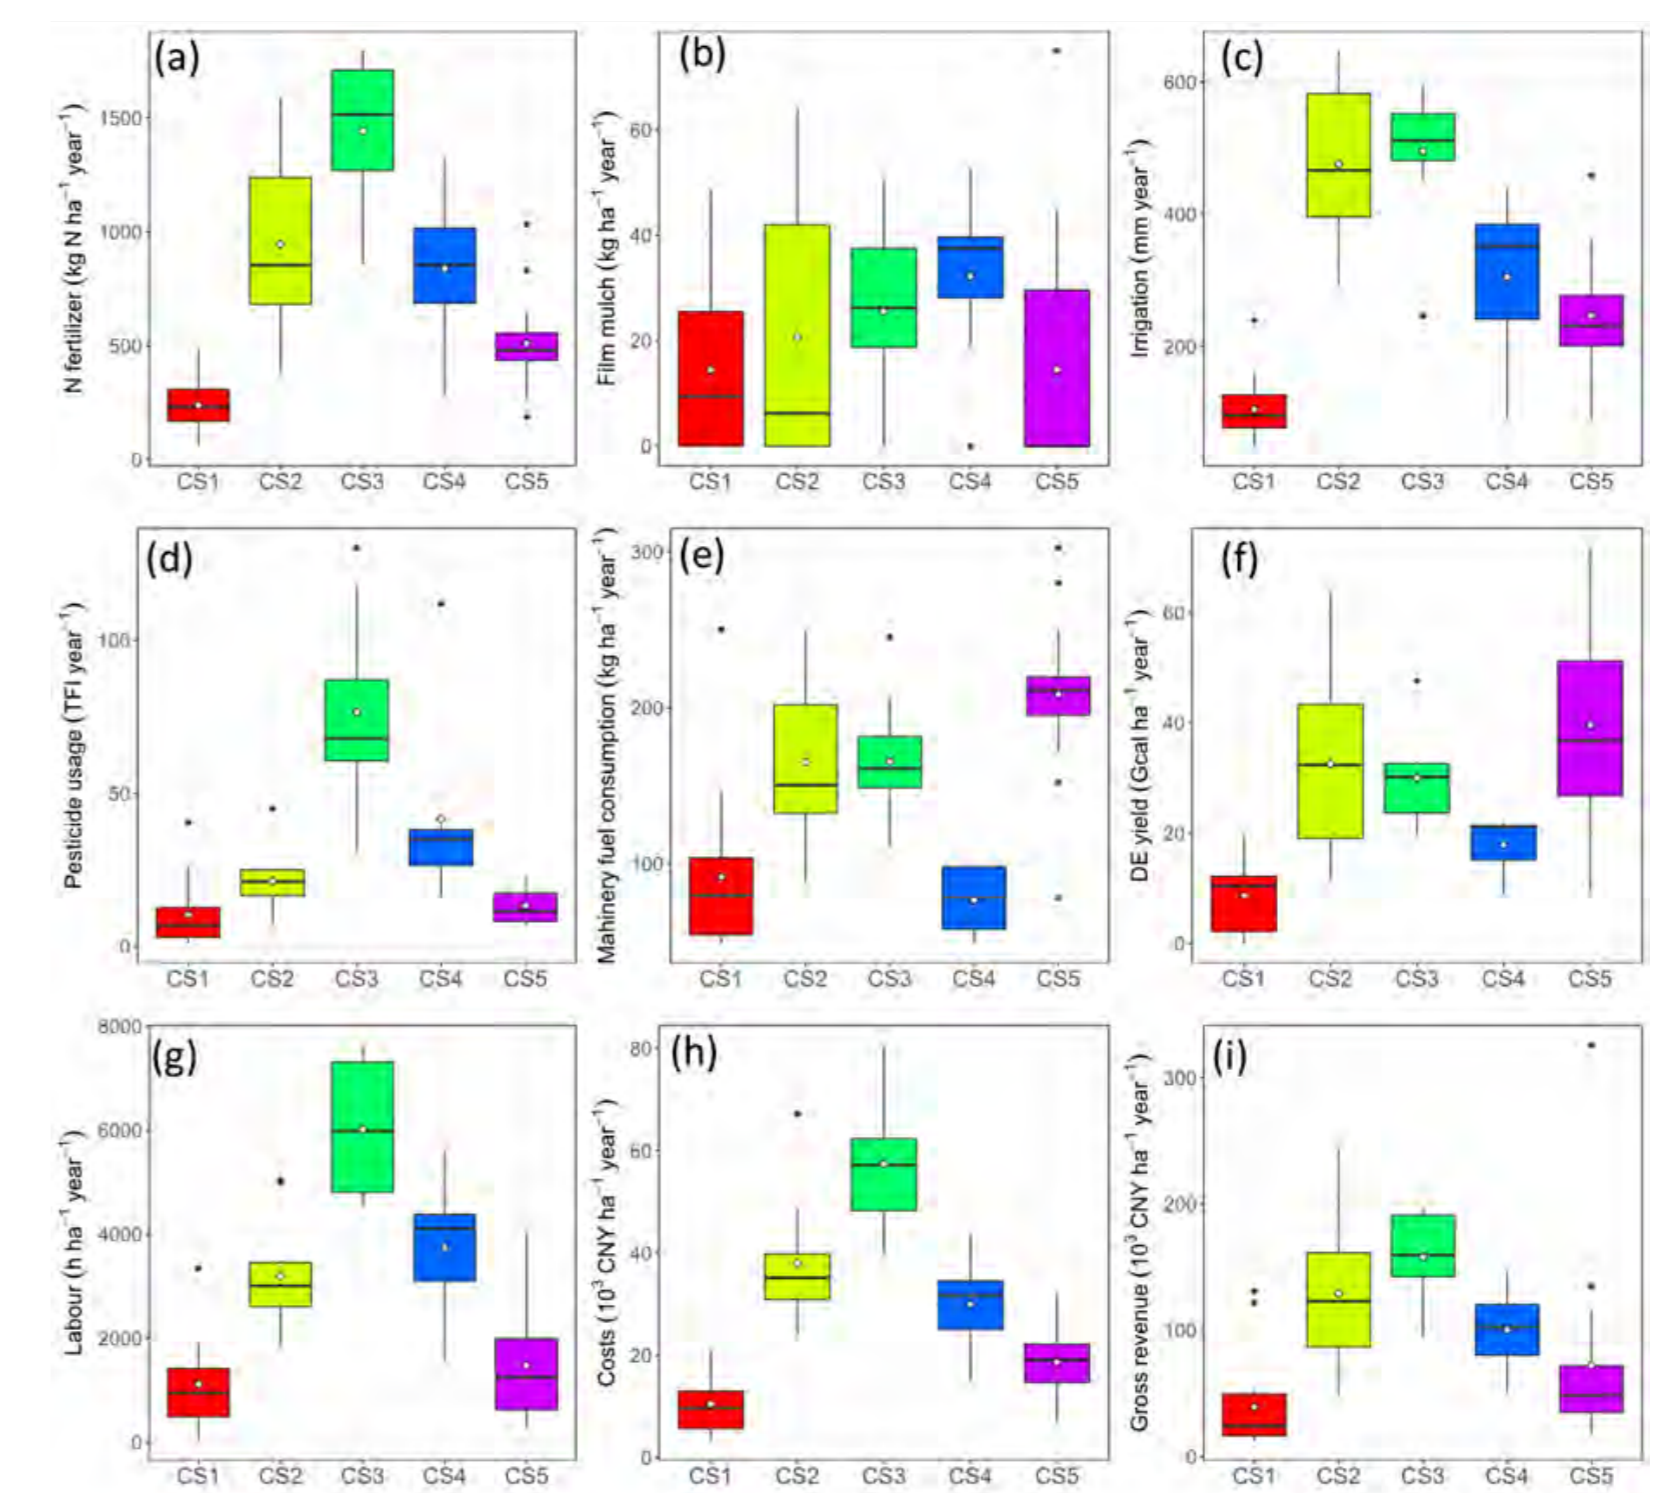 (a)
N fertilizer (kg N ha⁻¹ year⁻¹)
1500
1000
500
0
CS1 CS2 CS3 CS4 CS5
(b)
Film mulch (kg ha⁻¹ year⁻¹)
60
40
20
0
CS1 CS2 CS3 CS4 CS5
(c)
Irrigation (mm year⁻¹)
600
400
200
CS1 CS2 CS3 CS4 CS5
(d)
Pesticide usage (TFI year⁻¹)
100
50
0
CS1 CS2 CS3 CS4 CS5
(e)
Mahinery fuel consumption (kg ha⁻¹ year⁻¹)
300
200
100
CS1 CS2 CS3 CS4 CS5
(f)
DE yield (Gcal ha⁻¹ year⁻¹)
60
40
20
0
CS1 CS2 CS3 CS4 CS5
(g)
Labour (h ha⁻¹ year⁻¹)
8000
6000
4000
2000
0
CS1 CS2 CS3 CS4 CS5
(h)
Costs (10³ CNY ha⁻¹ year⁻¹)
80
60
40
20
0
CS1 CS2 CS3 CS4 CS5
(i)
Gross revenue (10³ CNY ha⁻¹ year⁻¹)
300
200
100
0
CS1 CS2 CS3 CS4 CS5